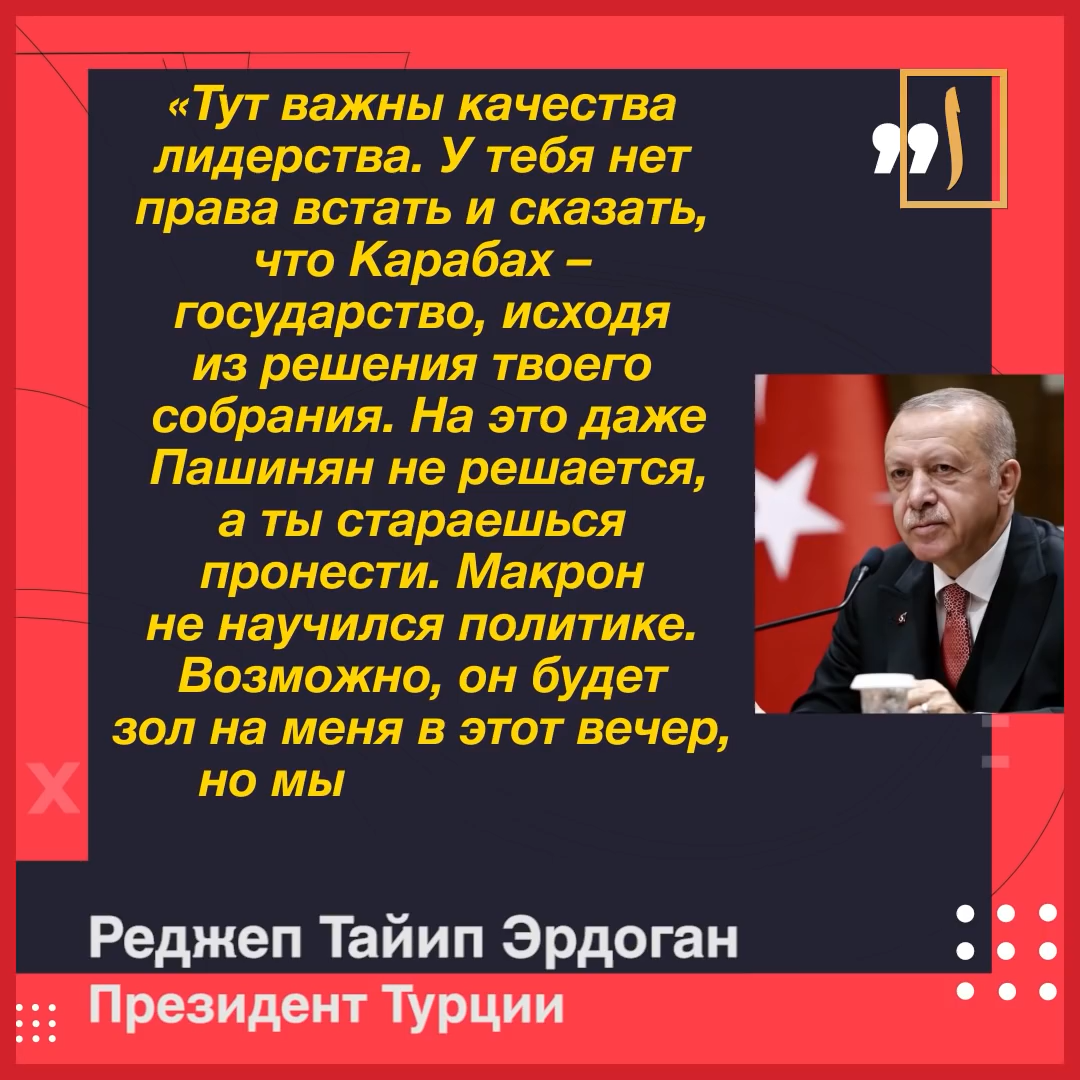 «Тут важны качества
лидерства. У тебя нет
права встать и сказать,
что Карабах –
государство, исходя
из решения твоего
собрания. На это даже
Пашинян не решается,
а ты стараешься
пронести. Макрон
не научился политике.
Возможно, он будет
зол на меня в этот вечер,
но мы
Реджеп Тайип Эрдоган
Президент Турции